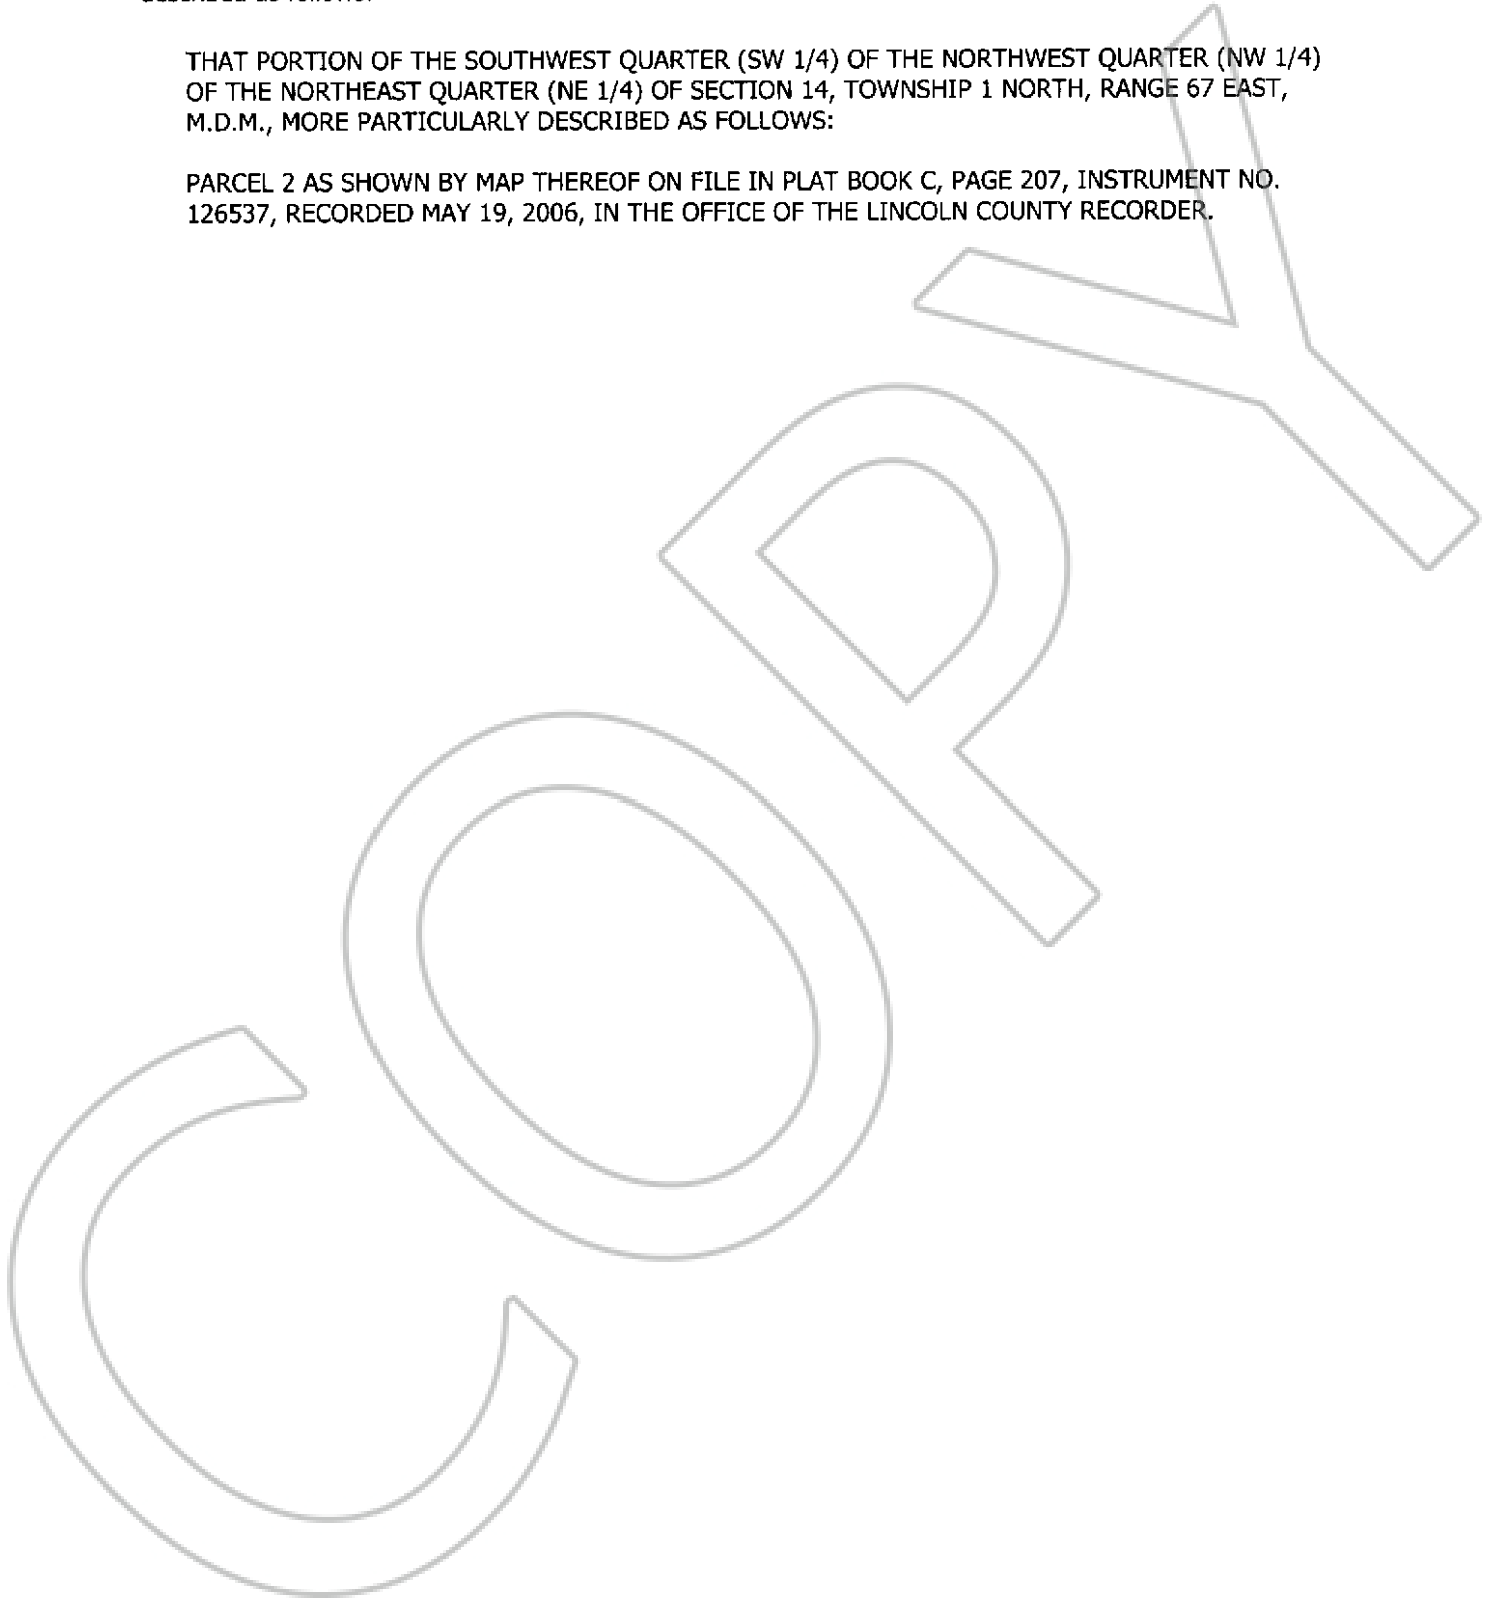 THAT PORTION OF THE SOUTHWEST QUARTER (SW 1/4) OF THE NORTHWEST QUARTER (NW 1/4)
OF THE NORTHEAST QUARTER (NE 1/4) OF SECTION 14, TOWNSHIP 1 NORTH, RANGE 67 EAST,
M.D.M., MORE PARTICULARLY DESCRIBED AS FOLLOWS:
PARCEL 2 AS SHOWN BY MAP THEREOF ON FILE IN PLAT BOOK C, PAGE 207, INSTRUMENT NO.
126537, RECORDED MAY 19, 2006, IN THE OFFICE OF THE LINCOLN COUNTY RECORDER.
COPY